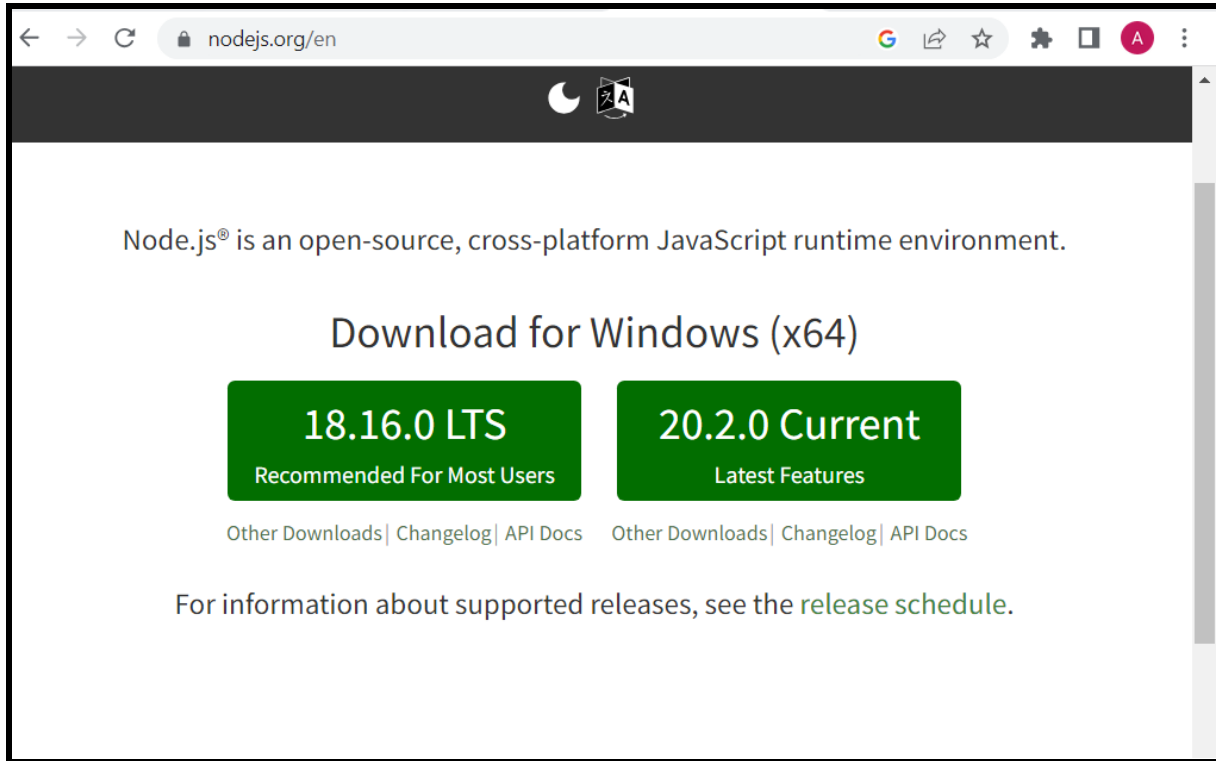 nodejs.org/en
G
A
ス A
Node.js® is an open-source, cross-platform JavaScript runtime environment.
Download for Windows (x64)
18.16.0 LTS
Recommended For Most Users
20.2.0 Current
Latest Features
Other Downloads| Changelog| API Docs
Other Downloads| Changelog| API Docs
For information about supported releases, see the release schedule.